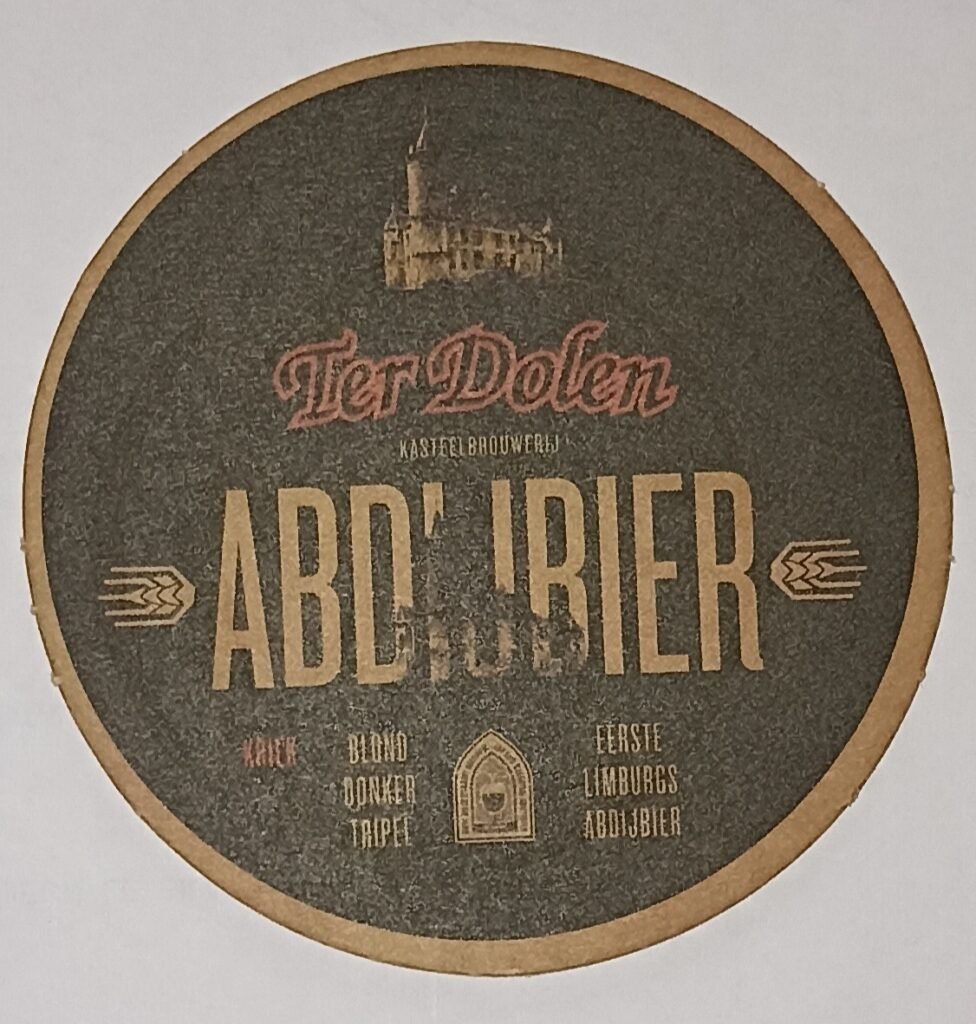 Ter Dolen
KASTEELBROUWERIJ
ABDIJBIER
KRIEK
BLOND
DONKER
TRIPEL
EERSTE
LIMBURGS
ABDIJBIER